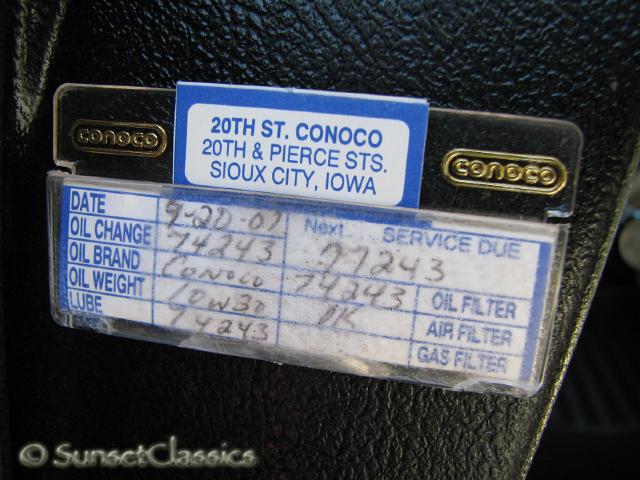 conoco
20TH ST. CONOCO
20TH & PIERCE STS.
SIOUX CITY, IOWA
conoco
DATE 9-20-07 Next SERVICE DUE
OIL CHANGE 74243 77243
OIL BRAND Conoco 74243 OIL FILTER
OIL WEIGHT 10W30 OK AIR FILTER
LUBE 74243 GAS FILTER
© SunsetClassics